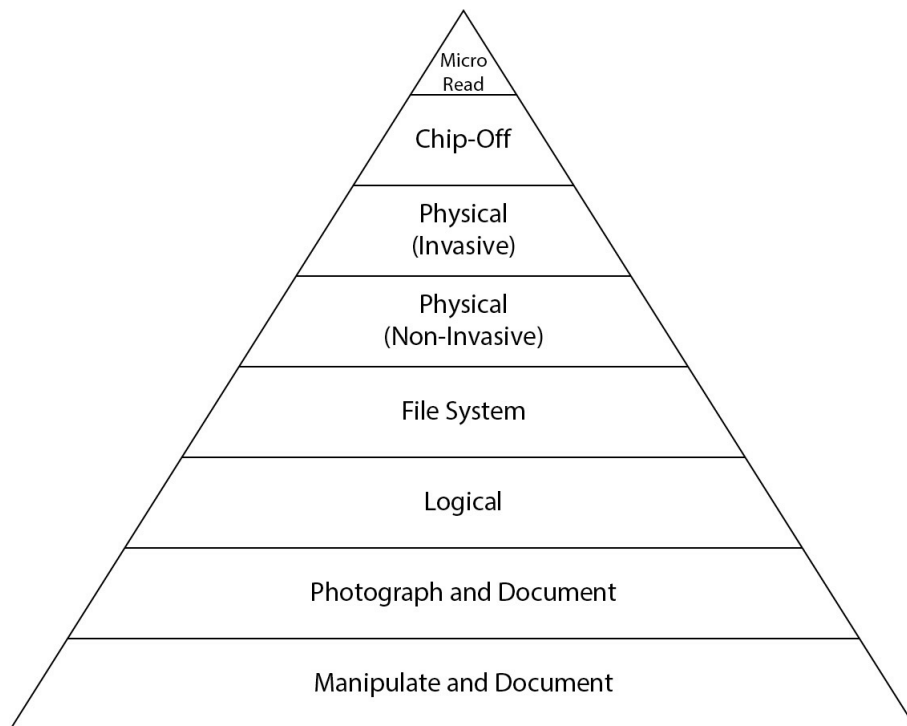 Micro
Read
Chip-Off
Physical
(Invasive)
Physical
(Non-Invasive)
File System
Logical
Photograph and Document
Manipulate and Document